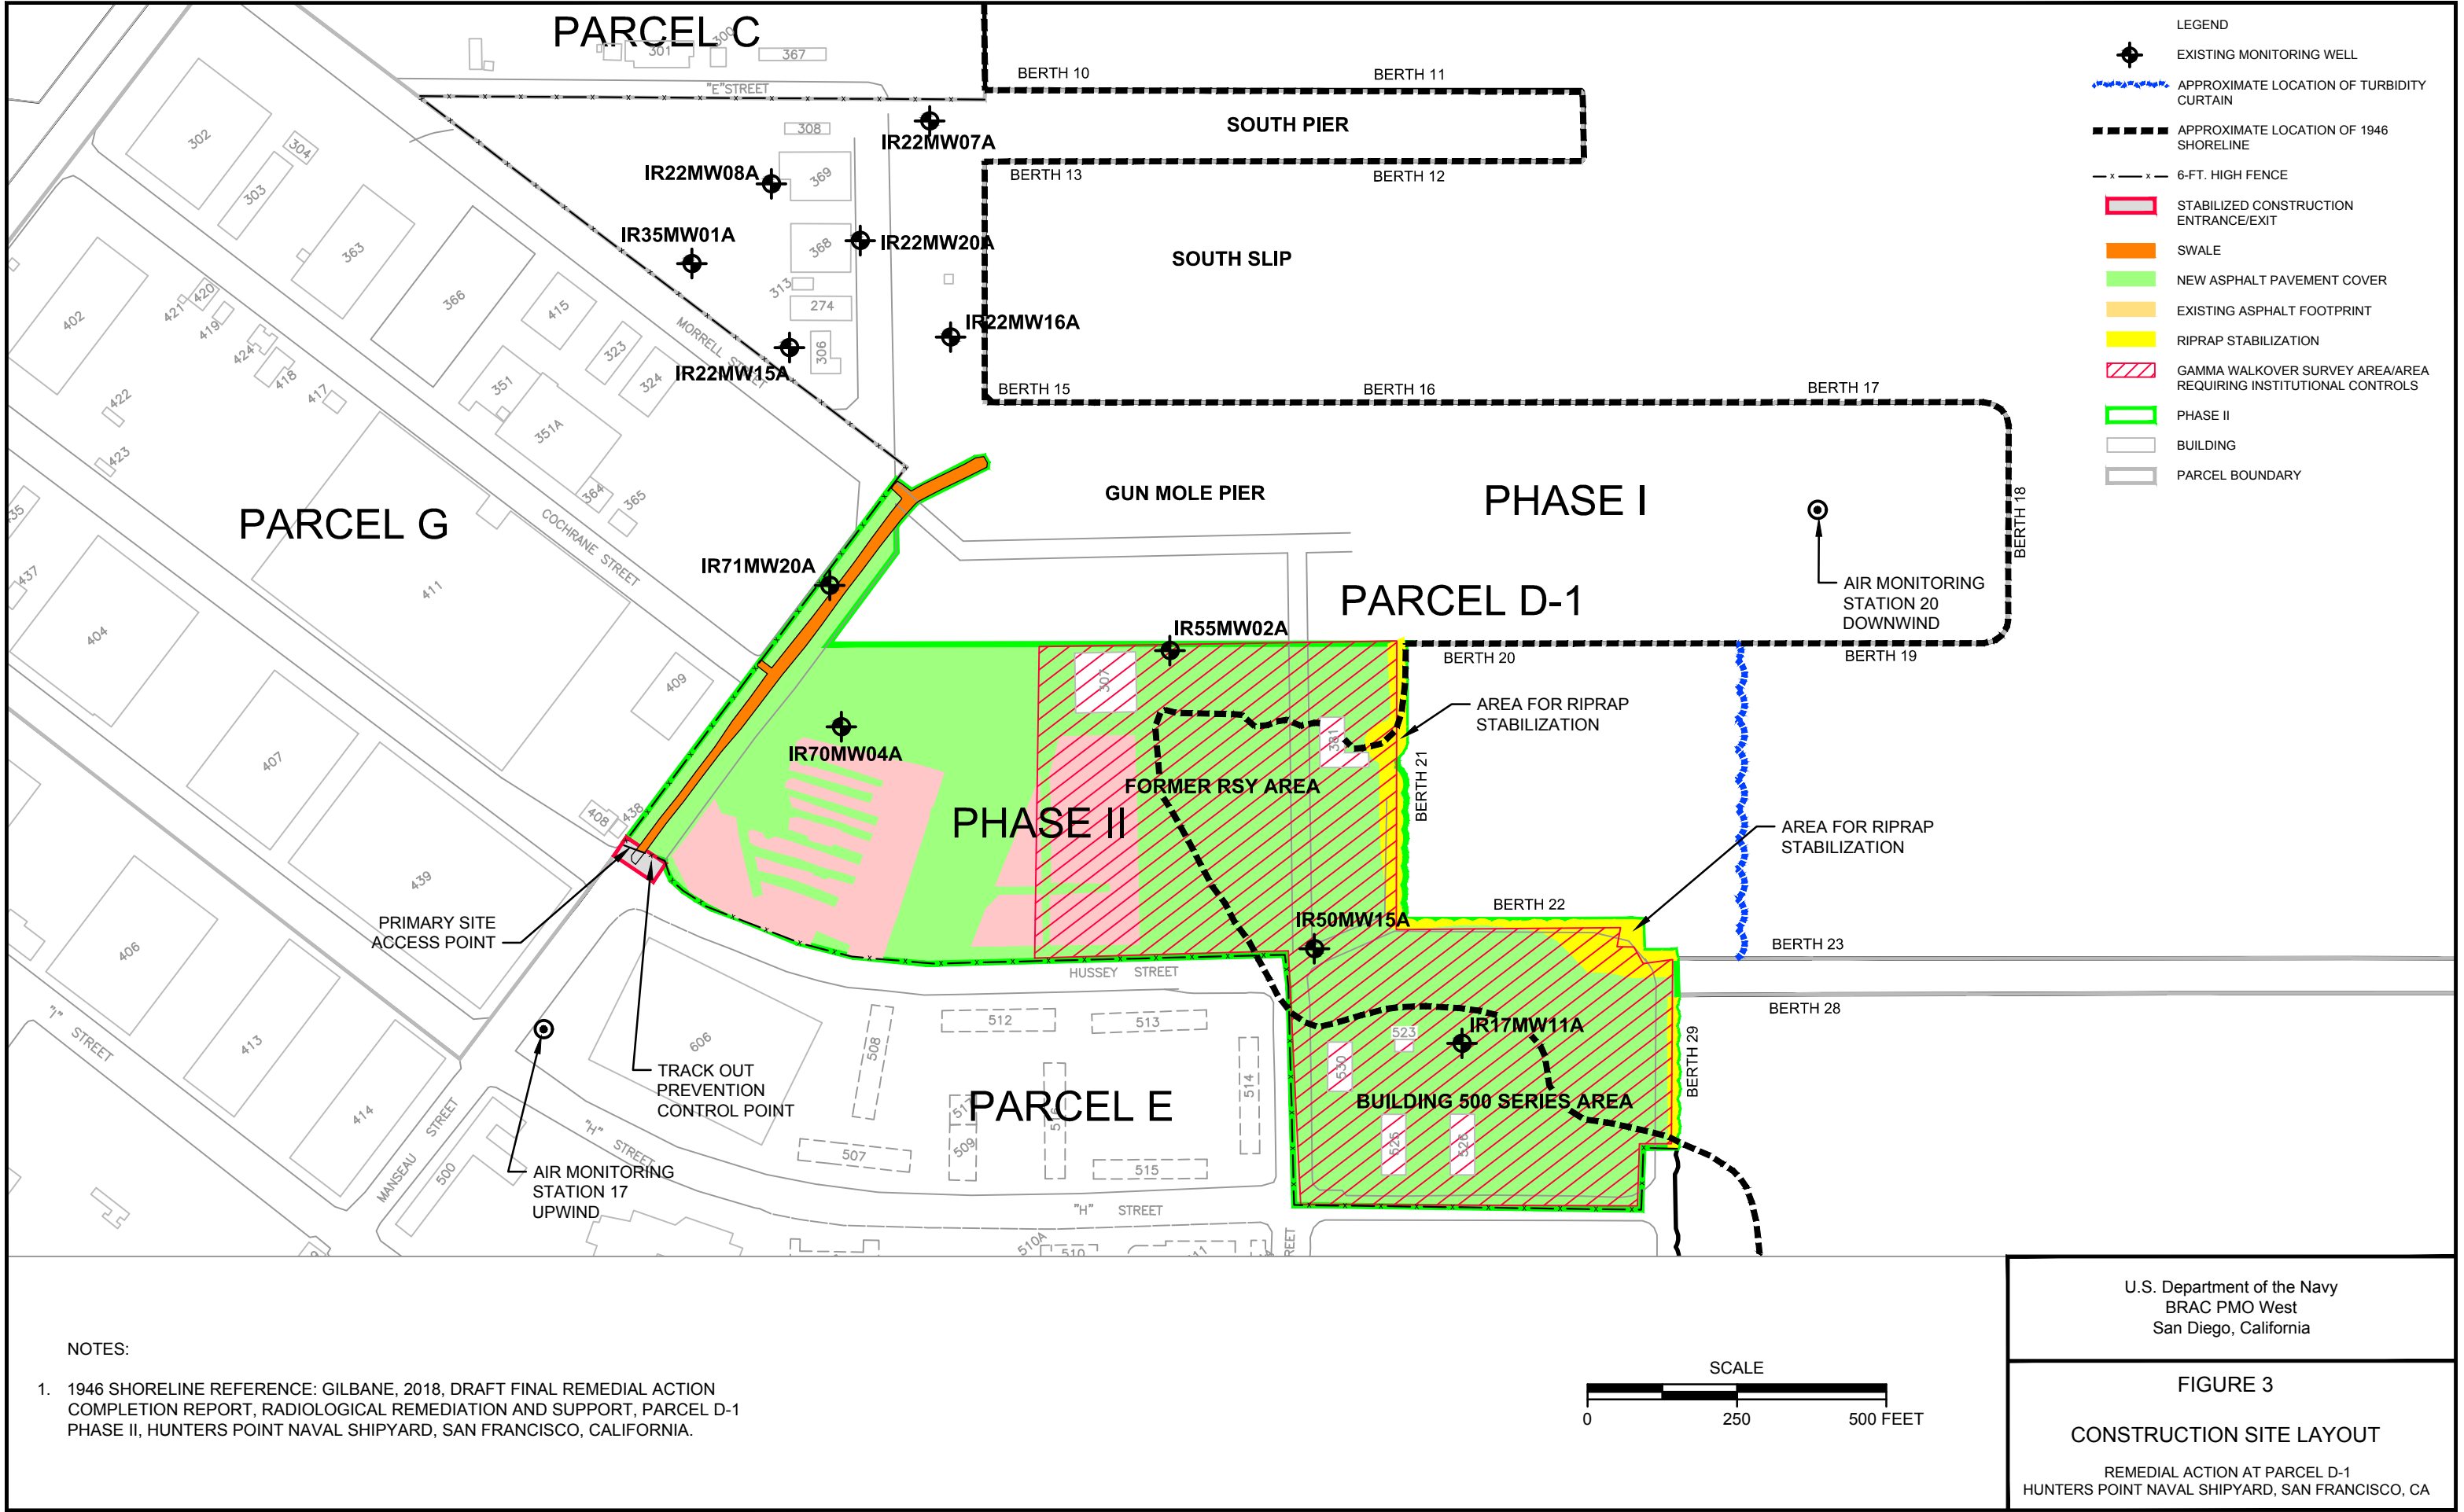 PARCEL C
301
300
367
"E"STREET
BERTH 10
BERTH 11
SOUTH PIER
BERTH 13
BERTH 12
SOUTH SLIP
BERTH 15
BERTH 16
BERTH 17
BERTH 18
302
304
303
308
IR22MW07A
IR22MW08A
369
IR35MW01A
368
IR22MW20A
313
274
IR22MW16A
306
IR22MW15A
MORRELL STREET
363
366
402
421
420
419
424
418
417
415
323
324
351
351A
422
423
364
365
PARCEL G
COCHRANE STREET
437
411
404
409
407
408
438
439
406
413
414
"I" STREET
MANSEAU STREET
500
GUN MOLE PIER
PHASE I
PARCEL D-1
AIR MONITORING
STATION 20
DOWNWIND
IR71MW20A
IR55MW02A
BERTH 20
BERTH 19
307
AREA FOR RIPRAP
STABILIZATION
381
IR70MW04A
FORMER RSY AREA
BERTH 21
PHASE II
AREA FOR RIPRAP
STABILIZATION
PRIMARY SITE
ACCESS POINT
BERTH 22
IR50MW15A
BERTH 23
HUSSEY STREET
BERTH 28
606
508
512
513
514
516
517
509
507
515
PARCEL E
TRACK OUT
PREVENTION
CONTROL POINT
"H" STREET
AIR MONITORING
STATION 17
UPWIND
"H" STREET
510A
510
STREET
523
IR17MW11A
530
BERTH 29
BUILDING 500 SERIES AREA
525
526
LEGEND
EXISTING MONITORING WELL
APPROXIMATE LOCATION OF TURBIDITY
CURTAIN
APPROXIMATE LOCATION OF 1946
SHORELINE
6-FT. HIGH FENCE
STABILIZED CONSTRUCTION
ENTRANCE/EXIT
SWALE
NEW ASPHALT PAVEMENT COVER
EXISTING ASPHALT FOOTPRINT
RIPRAP STABILIZATION
GAMMA WALKOVER SURVEY AREA/AREA
REQUIRING INSTITUTIONAL CONTROLS
PHASE II
BUILDING
PARCEL BOUNDARY
NOTES:
1. 1946 SHORELINE REFERENCE: GILBANE, 2018, DRAFT FINAL REMEDIAL ACTION
COMPLETION REPORT, RADIOLOGICAL REMEDIATION AND SUPPORT, PARCEL D-1
PHASE II, HUNTERS POINT NAVAL SHIPYARD, SAN FRANCISCO, CALIFORNIA.
SCALE
0 250 500 FEET
U.S. Department of the Navy
BRAC PMO West
San Diego, California
FIGURE 3
CONSTRUCTION SITE LAYOUT
REMEDIAL ACTION AT PARCEL D-1
HUNTERS POINT NAVAL SHIPYARD, SAN FRANCISCO, CA